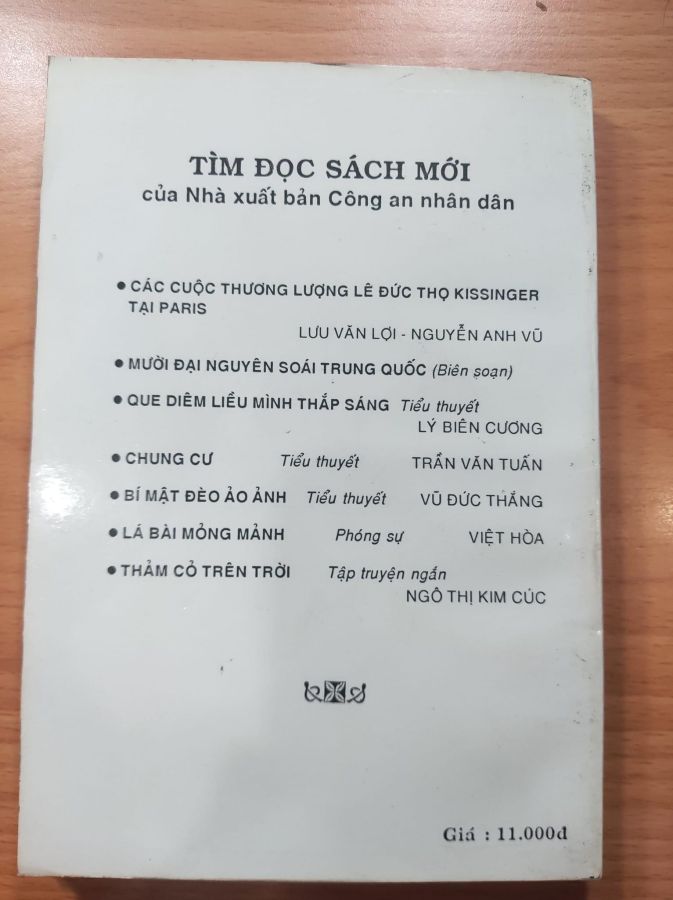 TÌM ĐỌC SÁCH MỚI
của Nhà xuất bản Công an nhân dân
● CÁC CUỘC THƯƠNG LƯỢNG LÊ ĐỨC THỌ KISSINGER
TẠI PARIS
LƯU VĂN LỢI - NGUYỄN ANH VŨ
● MƯỜI ĐẠI NGUYÊN SOÁI TRUNG QUỐC (Biên soạn)
● QUE DIÊM LIỀU MÌNH THẮP SÁNG Tiểu thuyết
LÝ BIÊN CƯƠNG
● CHUNG CƯ Tiểu thuyết TRẦN VĂN TUẤN
● BÍ MẬT ĐÈO ẢO ẢNH Tiểu thuyết VŨ ĐỨC THẮNG
● LÁ BÀI MỎNG MẢNH Phóng sự VIỆT HÒA
● THẢM CỎ TRÊN TRỜI Tập truyện ngắn
NGÔ THỊ KIM CÚC
Giá : 11.000đ